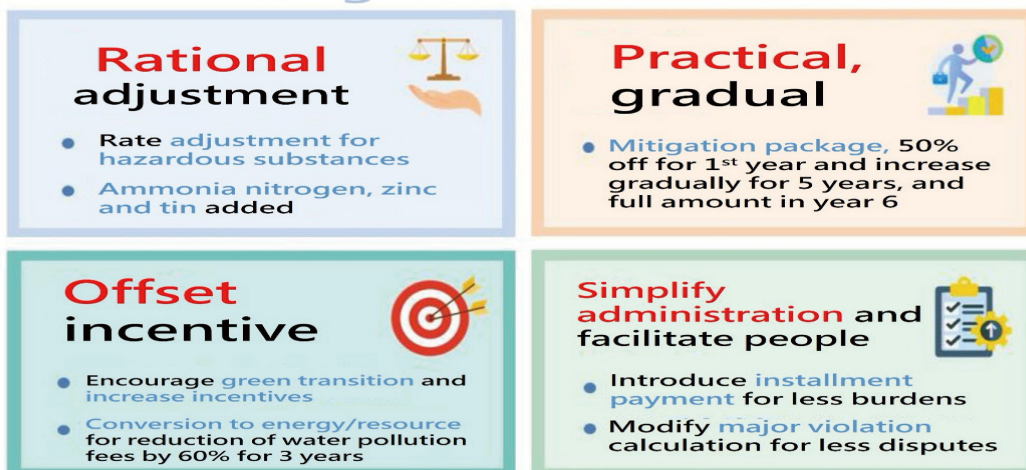 Rational
adjustment
Rate adjustment for
hazardous substances
Ammonia nitrogen, zinc
and tin added
Practical,
gradual
Mitigation package, 50%
off for 1st year and increase
gradually for 5 years, and
full amount in year 6
Offset
incentive
Encourage green transition and
increase incentives
Conversion to energy/resource
for reduction of water pollution
fees by 60% for 3 years
Simplify
administration and
facilitate people
Introduce installment
payment for less burdens
Modify major violation
calculation for less disputes